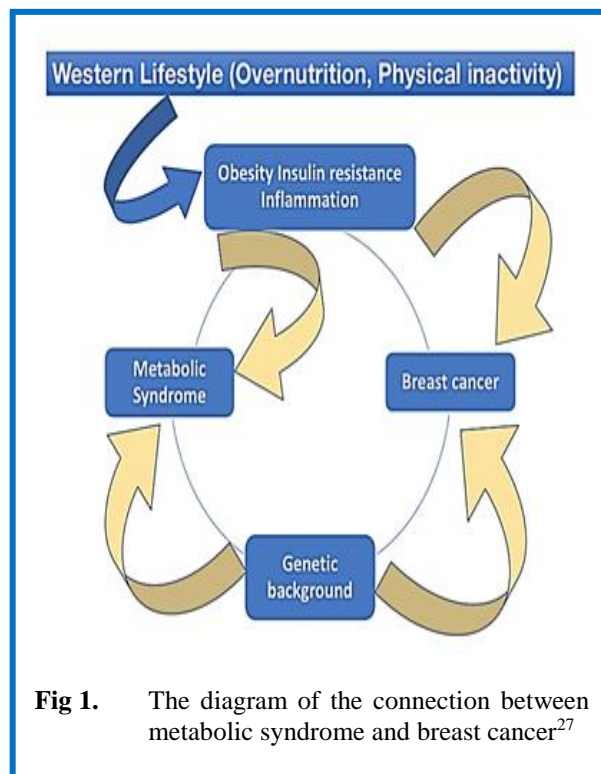 Western Lifestyle (Overnutrition, Physical inactivity)
Obesity Insulin resistance
Inflammation
Metabolic
Syndrome
Breast cancer
Genetic
background
Fig 1. The diagram of the connection between
metabolic syndrome and breast cancer27